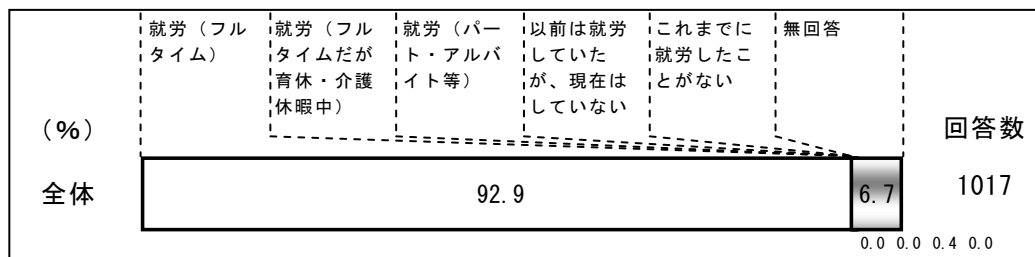 就労（フルタイム）
就労（フルタイムだが育休・介護休暇中）
就労（パート・アルバイト等）
以前は就労していたが、現在はしていない
これまでに就労したことがない
無回答
（%）
回答数
全体
92.9
6.7
1017
0.0 0.0 0.4 0.0